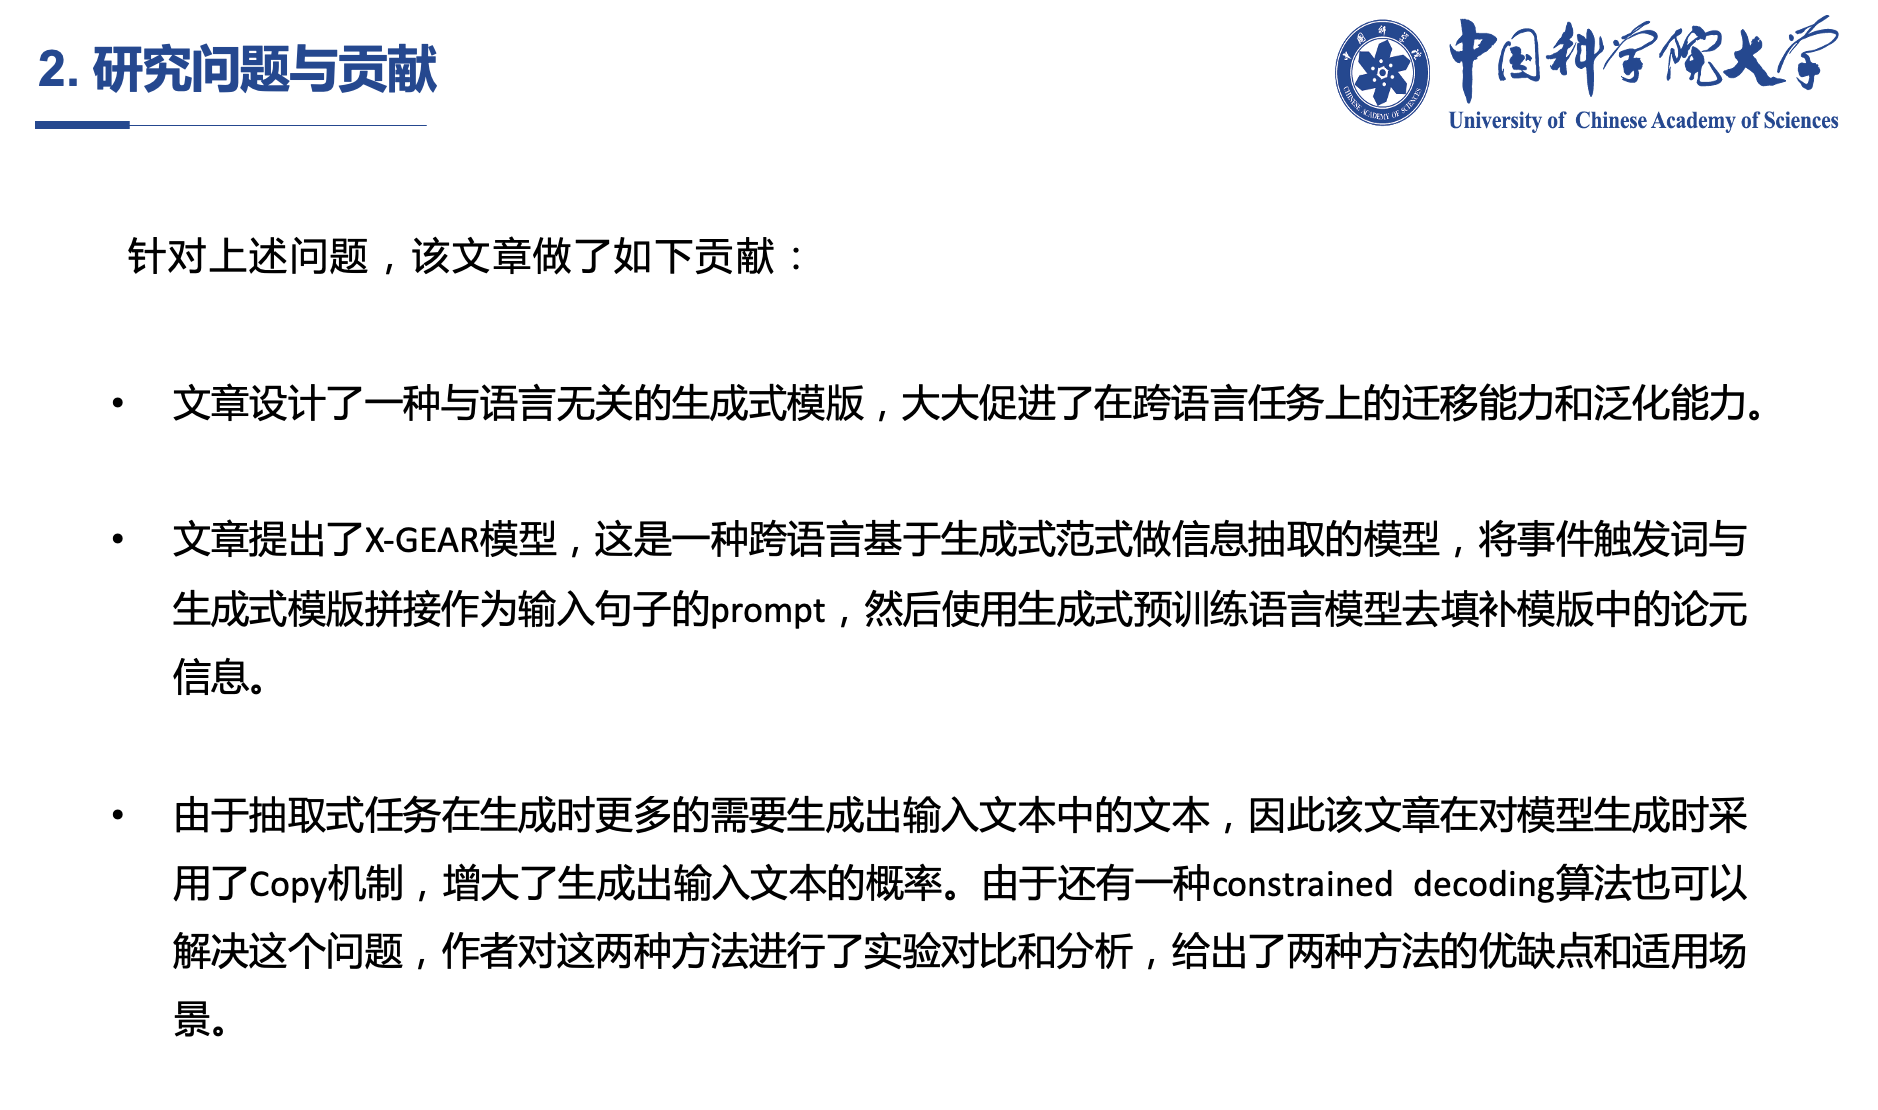 2. 研究问题与贡献
中国科学院大学
中国科学院
CHINESE ACADEMY OF SCIENCES
University of Chinese Academy of Sciences
针对上述问题，该文章做了如下贡献：
• 文章设计了一种与语言无关的生成式模版，大大促进了在跨语言任务上的迁移能力和泛化能力。
• 文章提出了X-GEAR模型，这是一种跨语言基于生成式范式做信息抽取的模型，将事件触发词与
生成式模版拼接作为输入句子的prompt，然后使用生成式预训练语言模型去填补模版中的论元
信息。
• 由于抽取式任务在生成时更多的需要生成出输入文本中的文本，因此该文章在对模型生成时采
用了Copy机制，增大了生成出输入文本的概率。由于还有一种constrained decoding算法也可以
解决这个问题，作者对这两种方法进行了实验对比和分析，给出了两种方法的优缺点和适用场
景。